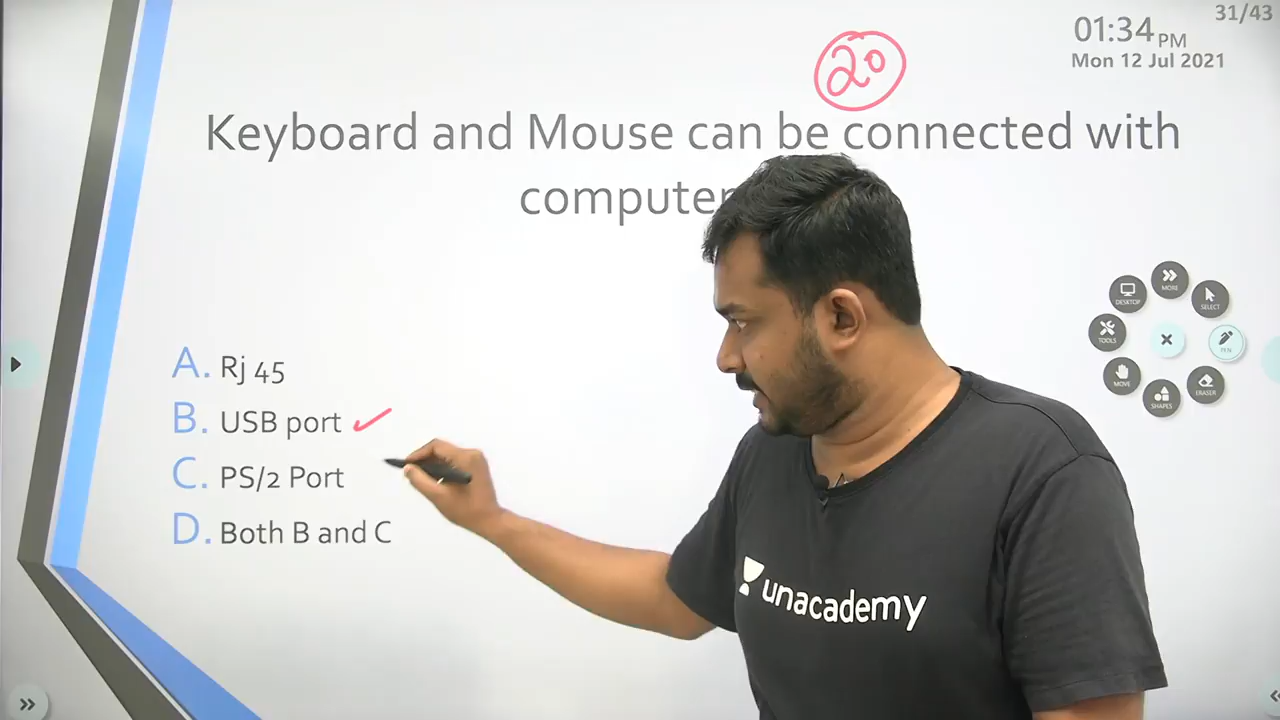 31/43
01:34 PM
Mon 12 Jul 2021
20
Keyboard and Mouse can be connected with
computer
A. Rj 45
B. USB port
C. PS/2 Port
D. Both B and C
DESKTOP
MORE
SELECT
TOOLS
PEN
MOVE
SHAPES
ERASER
unacademy